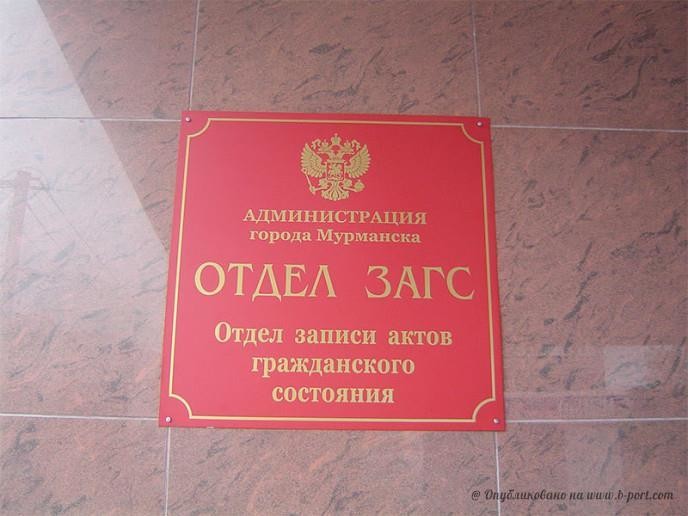 АДМИНИСТРАЦИЯ
города Мурманска
ОТДЕЛ ЗАГС
Отдел записи актов
гражданского
состояния
@ Опубликовано на www.b-port.com